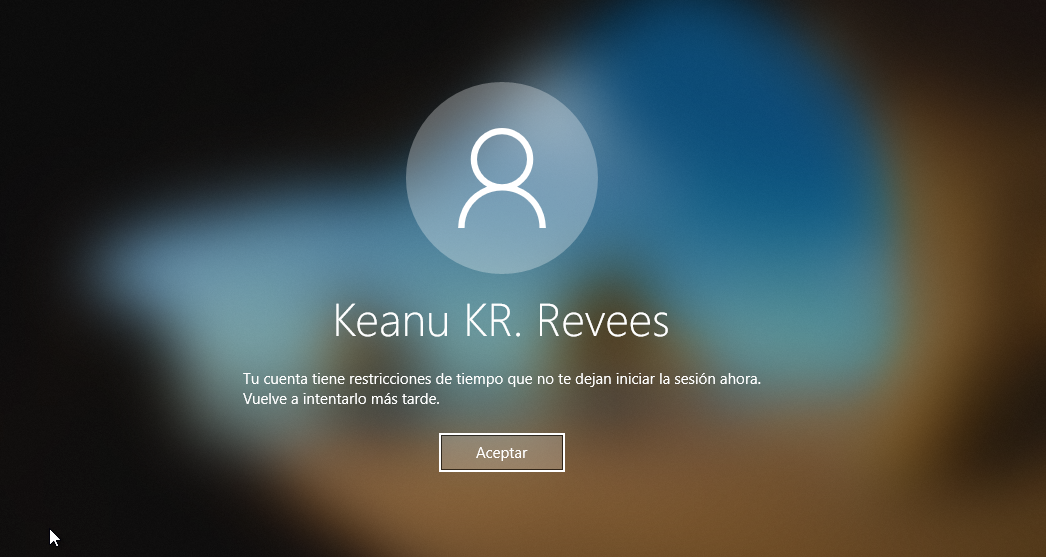 Keanu KR. Revees
Tu cuenta tiene restricciones de tiempo que no te dejan iniciar la sesión ahora.
Vuelve a intentarlo más tarde.
Aceptar